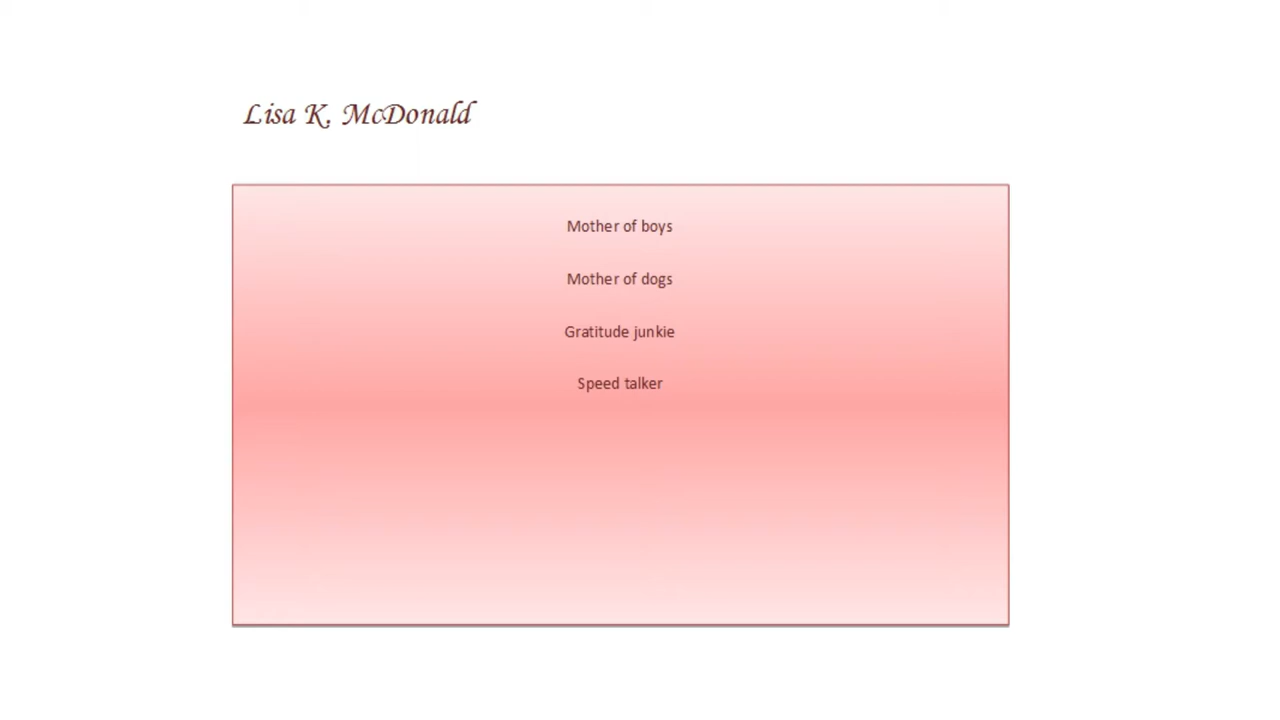 Lisa K. McDonald
Mother of boys
Mother of dogs
Gratitude junkie
Speed talker